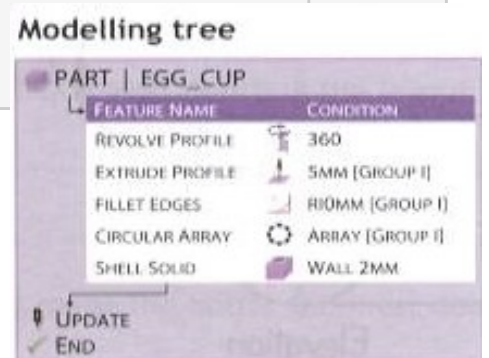 Modelling tree
PART | EGG_CUP
FEATURE NAME CONDITION
REVOLVE PROFILE 360
EXTRUDE PROFILE 5MM [GROUP I]
FILLET EDGES R10MM [GROUP I]
CIRCULAR ARRAY ARRAY [GROUP I]
SHELL SOLID WALL 2MM
UPDATE
END
Elevation